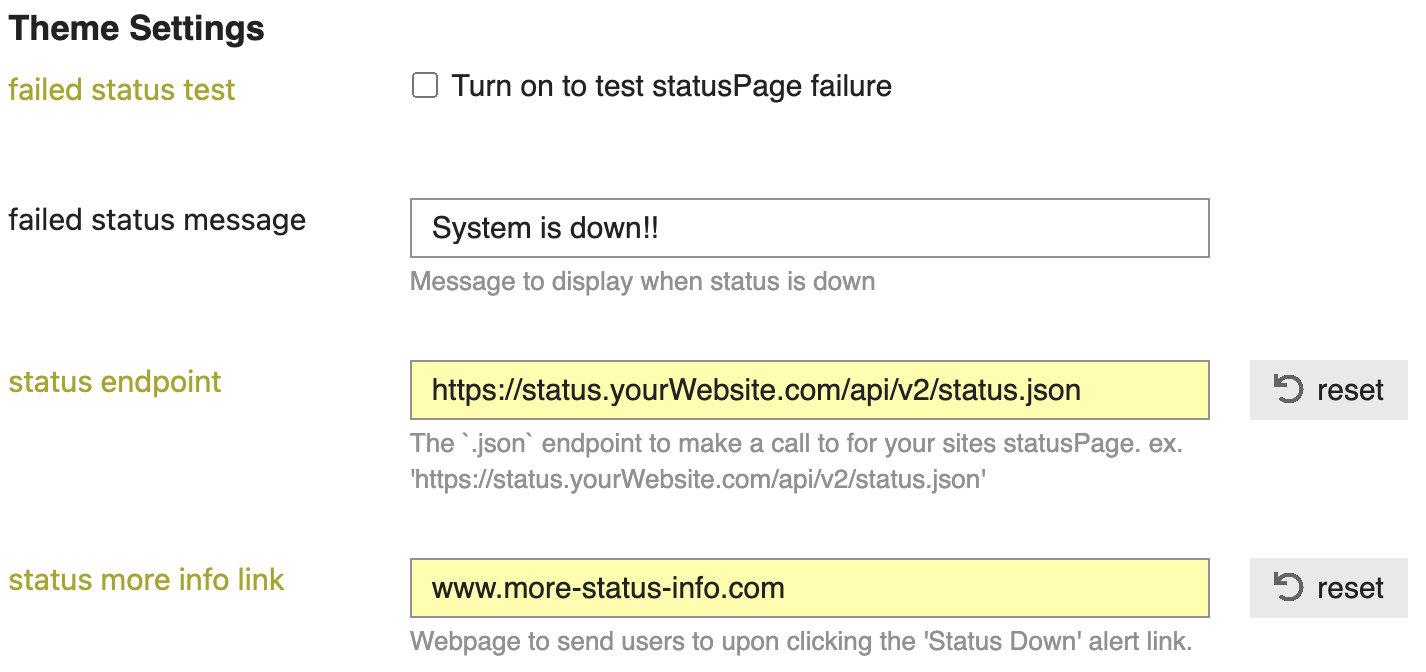 Theme Settings
failed status test
Turn on to test statusPage failure
failed status message
System is down!!
Message to display when status is down
status endpoint
https://status.yourWebsite.com/api/v2/status.json
reset
The `.json` endpoint to make a call to for your sites statusPage. ex.
'https://status.yourWebsite.com/api/v2/status.json'
status more info link
www.more-status-info.com
reset
Webpage to send users to upon clicking the 'Status Down' alert link.